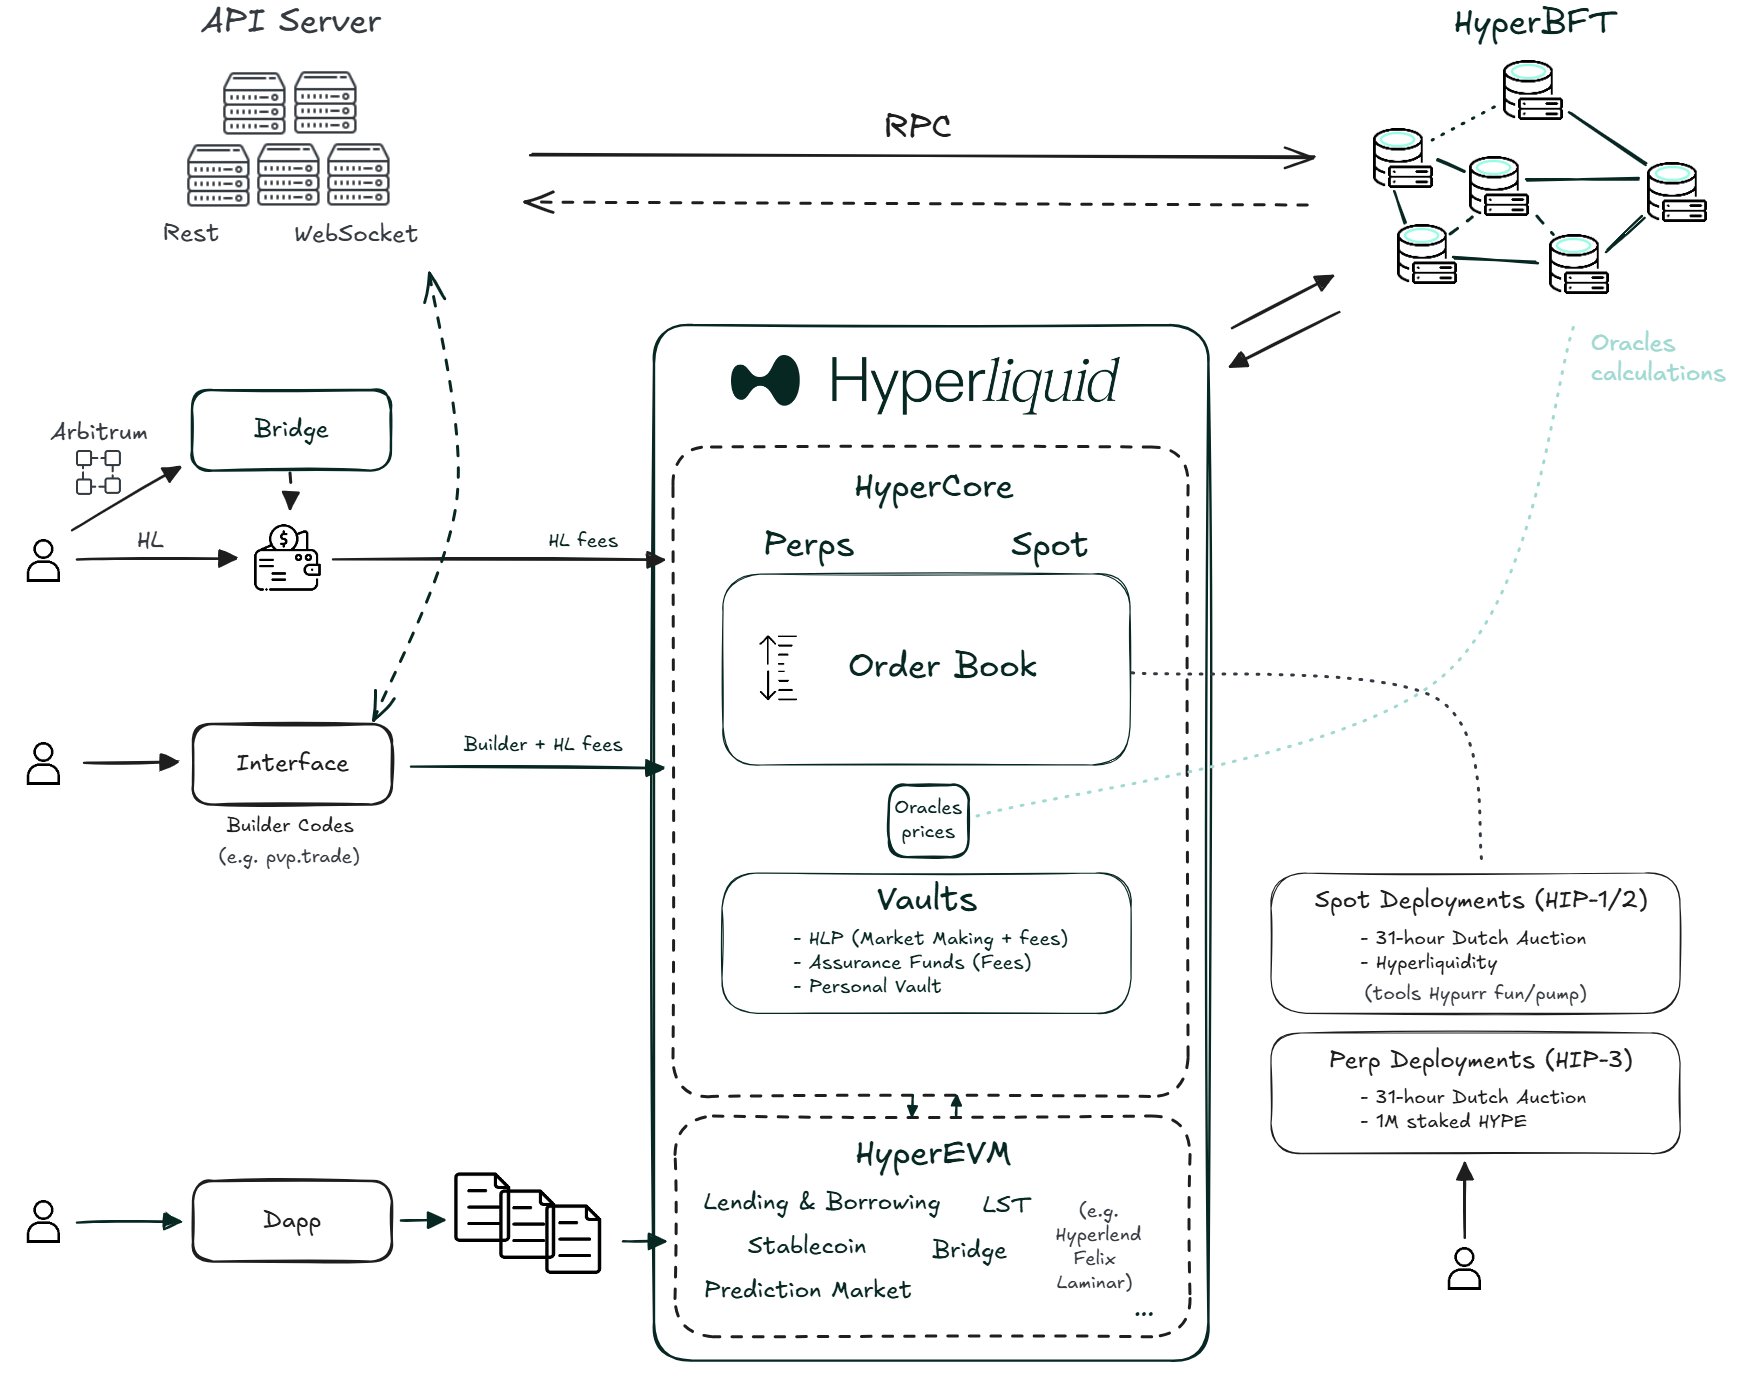 API Server
HyperBFT
RPC
Rest
WebSocket
Oracles
calculations
Hyperliquid
Bridge
Arbitrum
HL
$
HL fees
HyperCore
Perps
Spot
Order Book
Builder + HL fees
Interface
Builder Codes
(e.g. pvp.trade)
Oracles
prices
Vaults
- HLP (Market Making + fees)
- Assurance Funds (Fees)
- Personal Vault
Spot Deployments (HIP-1/2)
- 31-hour Dutch Auction
- Hyperliquidity
(tools Hypurr fun/pump)
Perp Deployments (HIP-3)
- 31-hour Dutch Auction
- 1M staked HYPE
HyperEVM
Lending & Borrowing
LST
Stablecoin
Bridge
Prediction Market
(e.g.
Hyperlend
Felix
Laminar)
...
Dapp